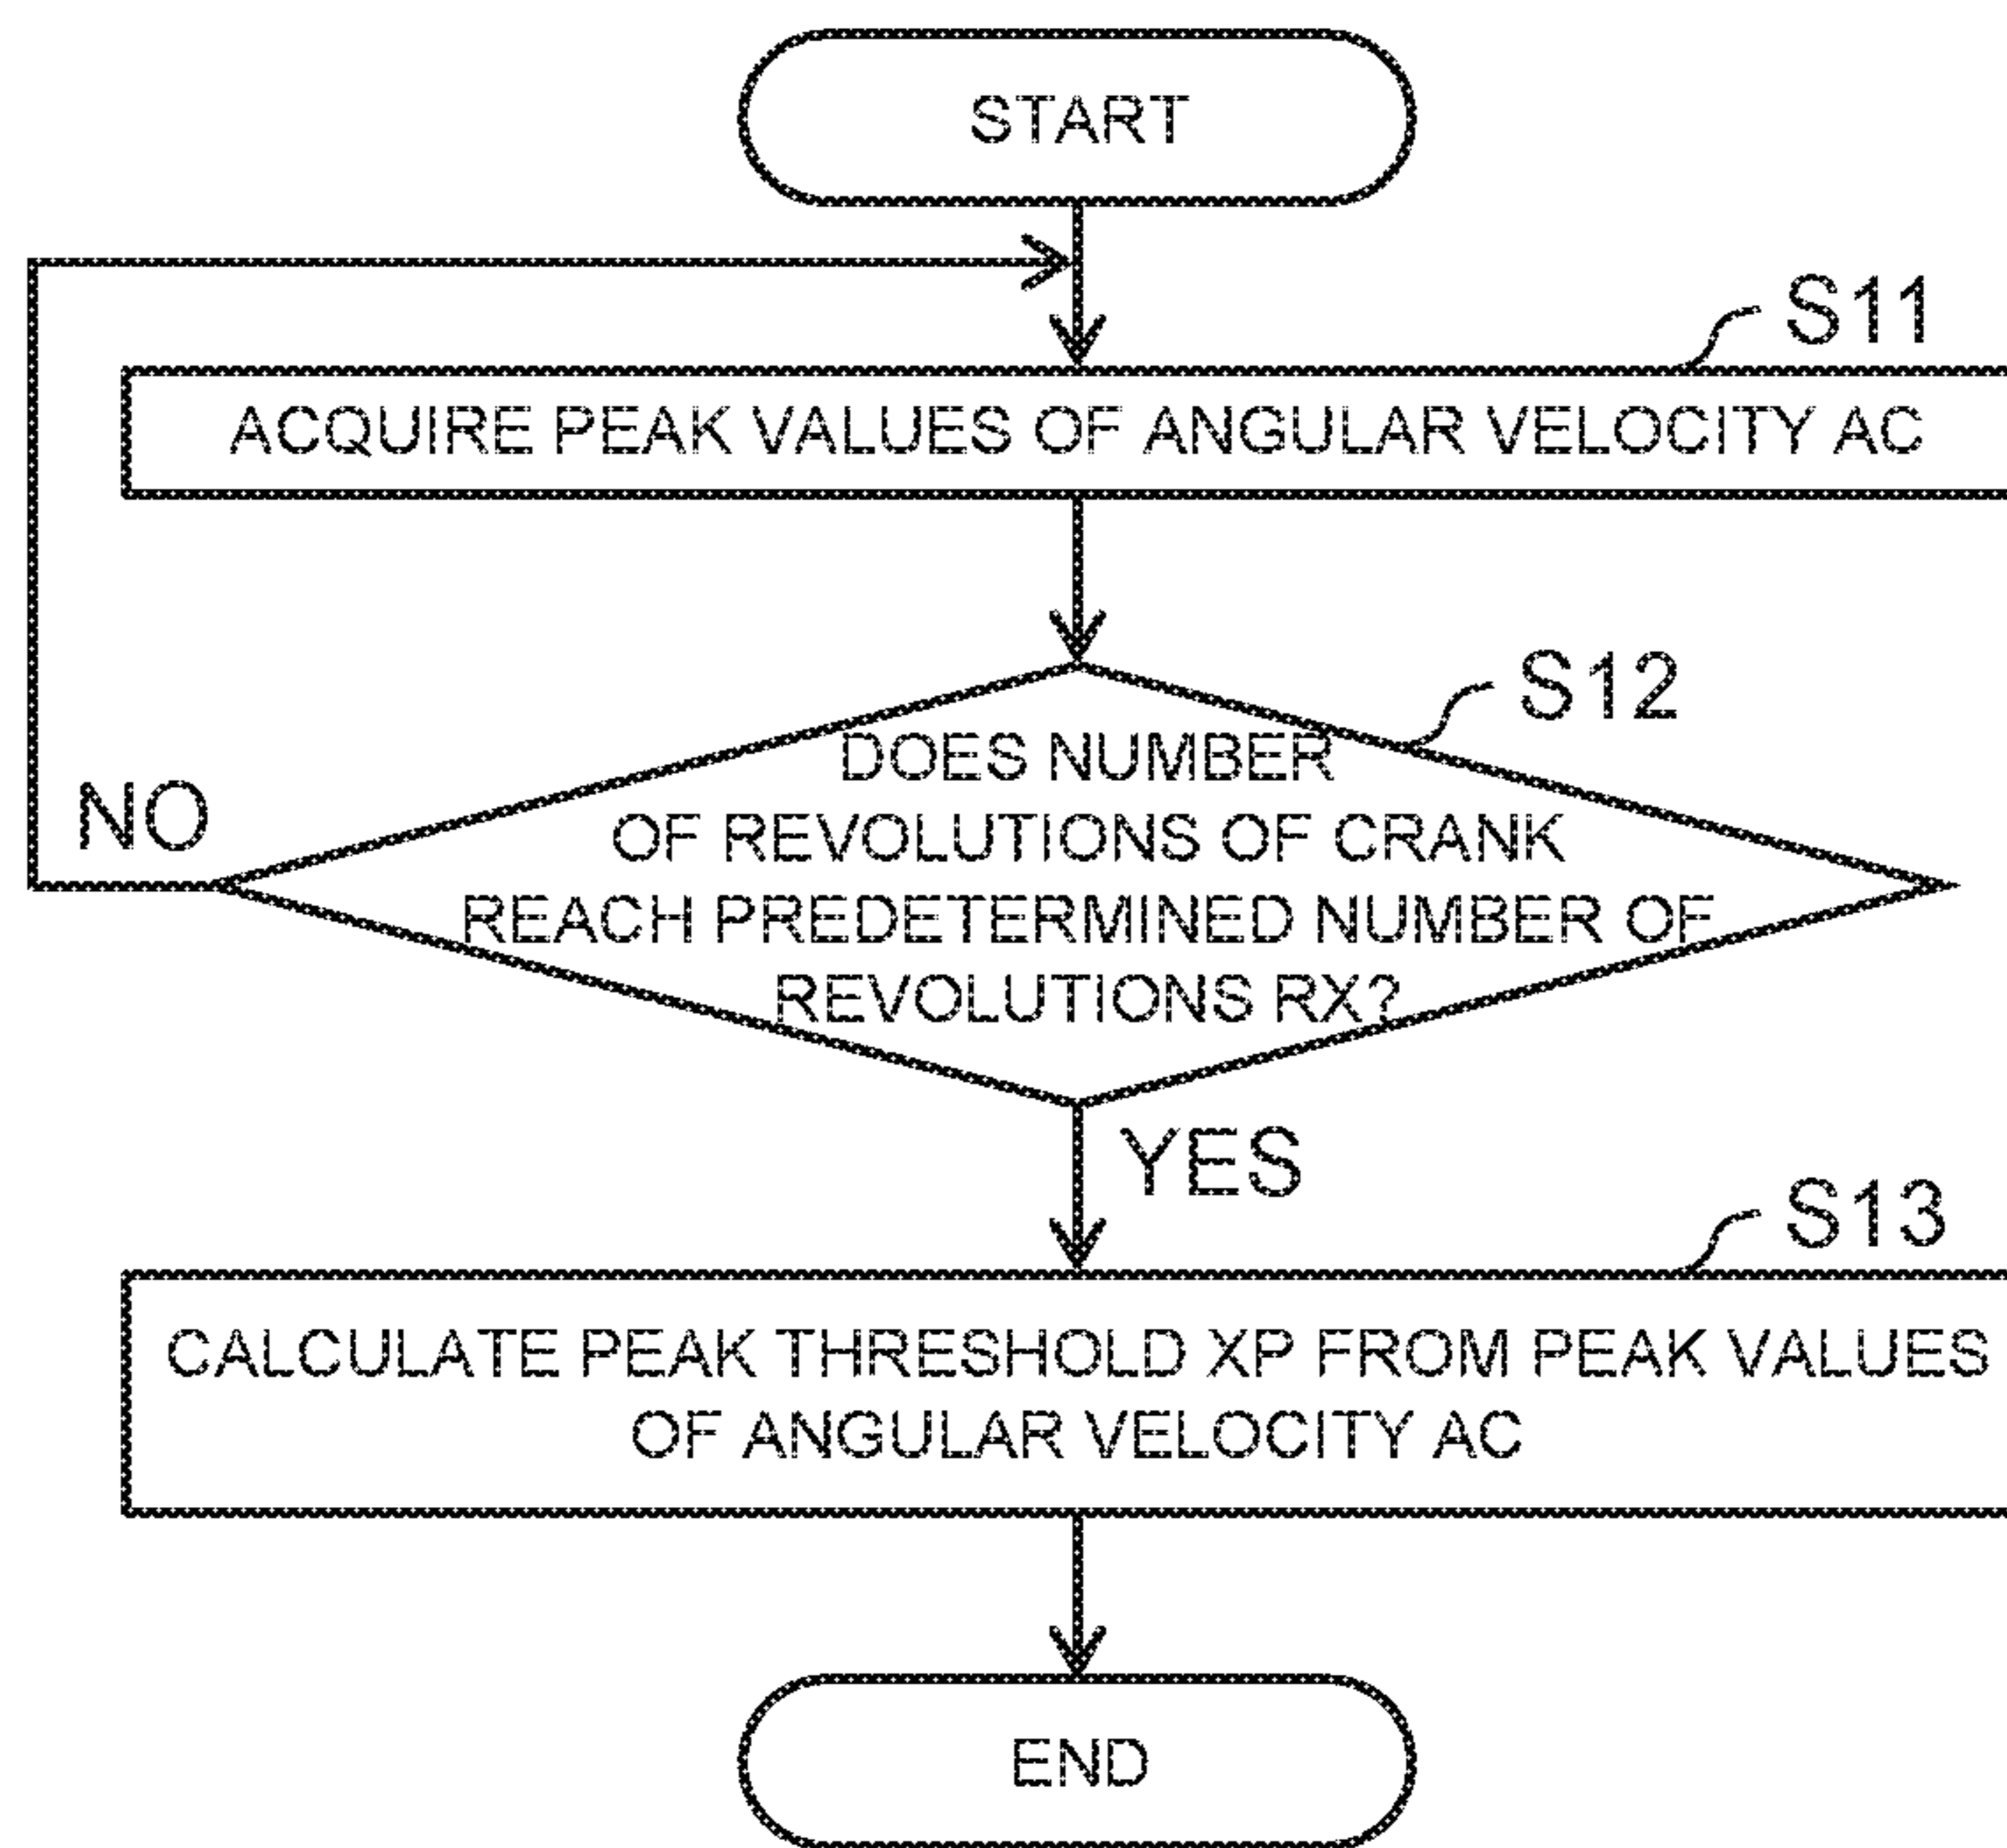 START
S11
ACQUIRE PEAK VALUES OF ANGULAR VELOCITY AC
S12
DOES NUMBER
OF REVOLUTIONS OF CRANK
REACH PREDETERMINED NUMBER OF
REVOLUTIONS RX?
NO
YES
S13
CALCULATE PEAK THRESHOLD XP FROM PEAK VALUES
OF ANGULAR VELOCITY AC
END